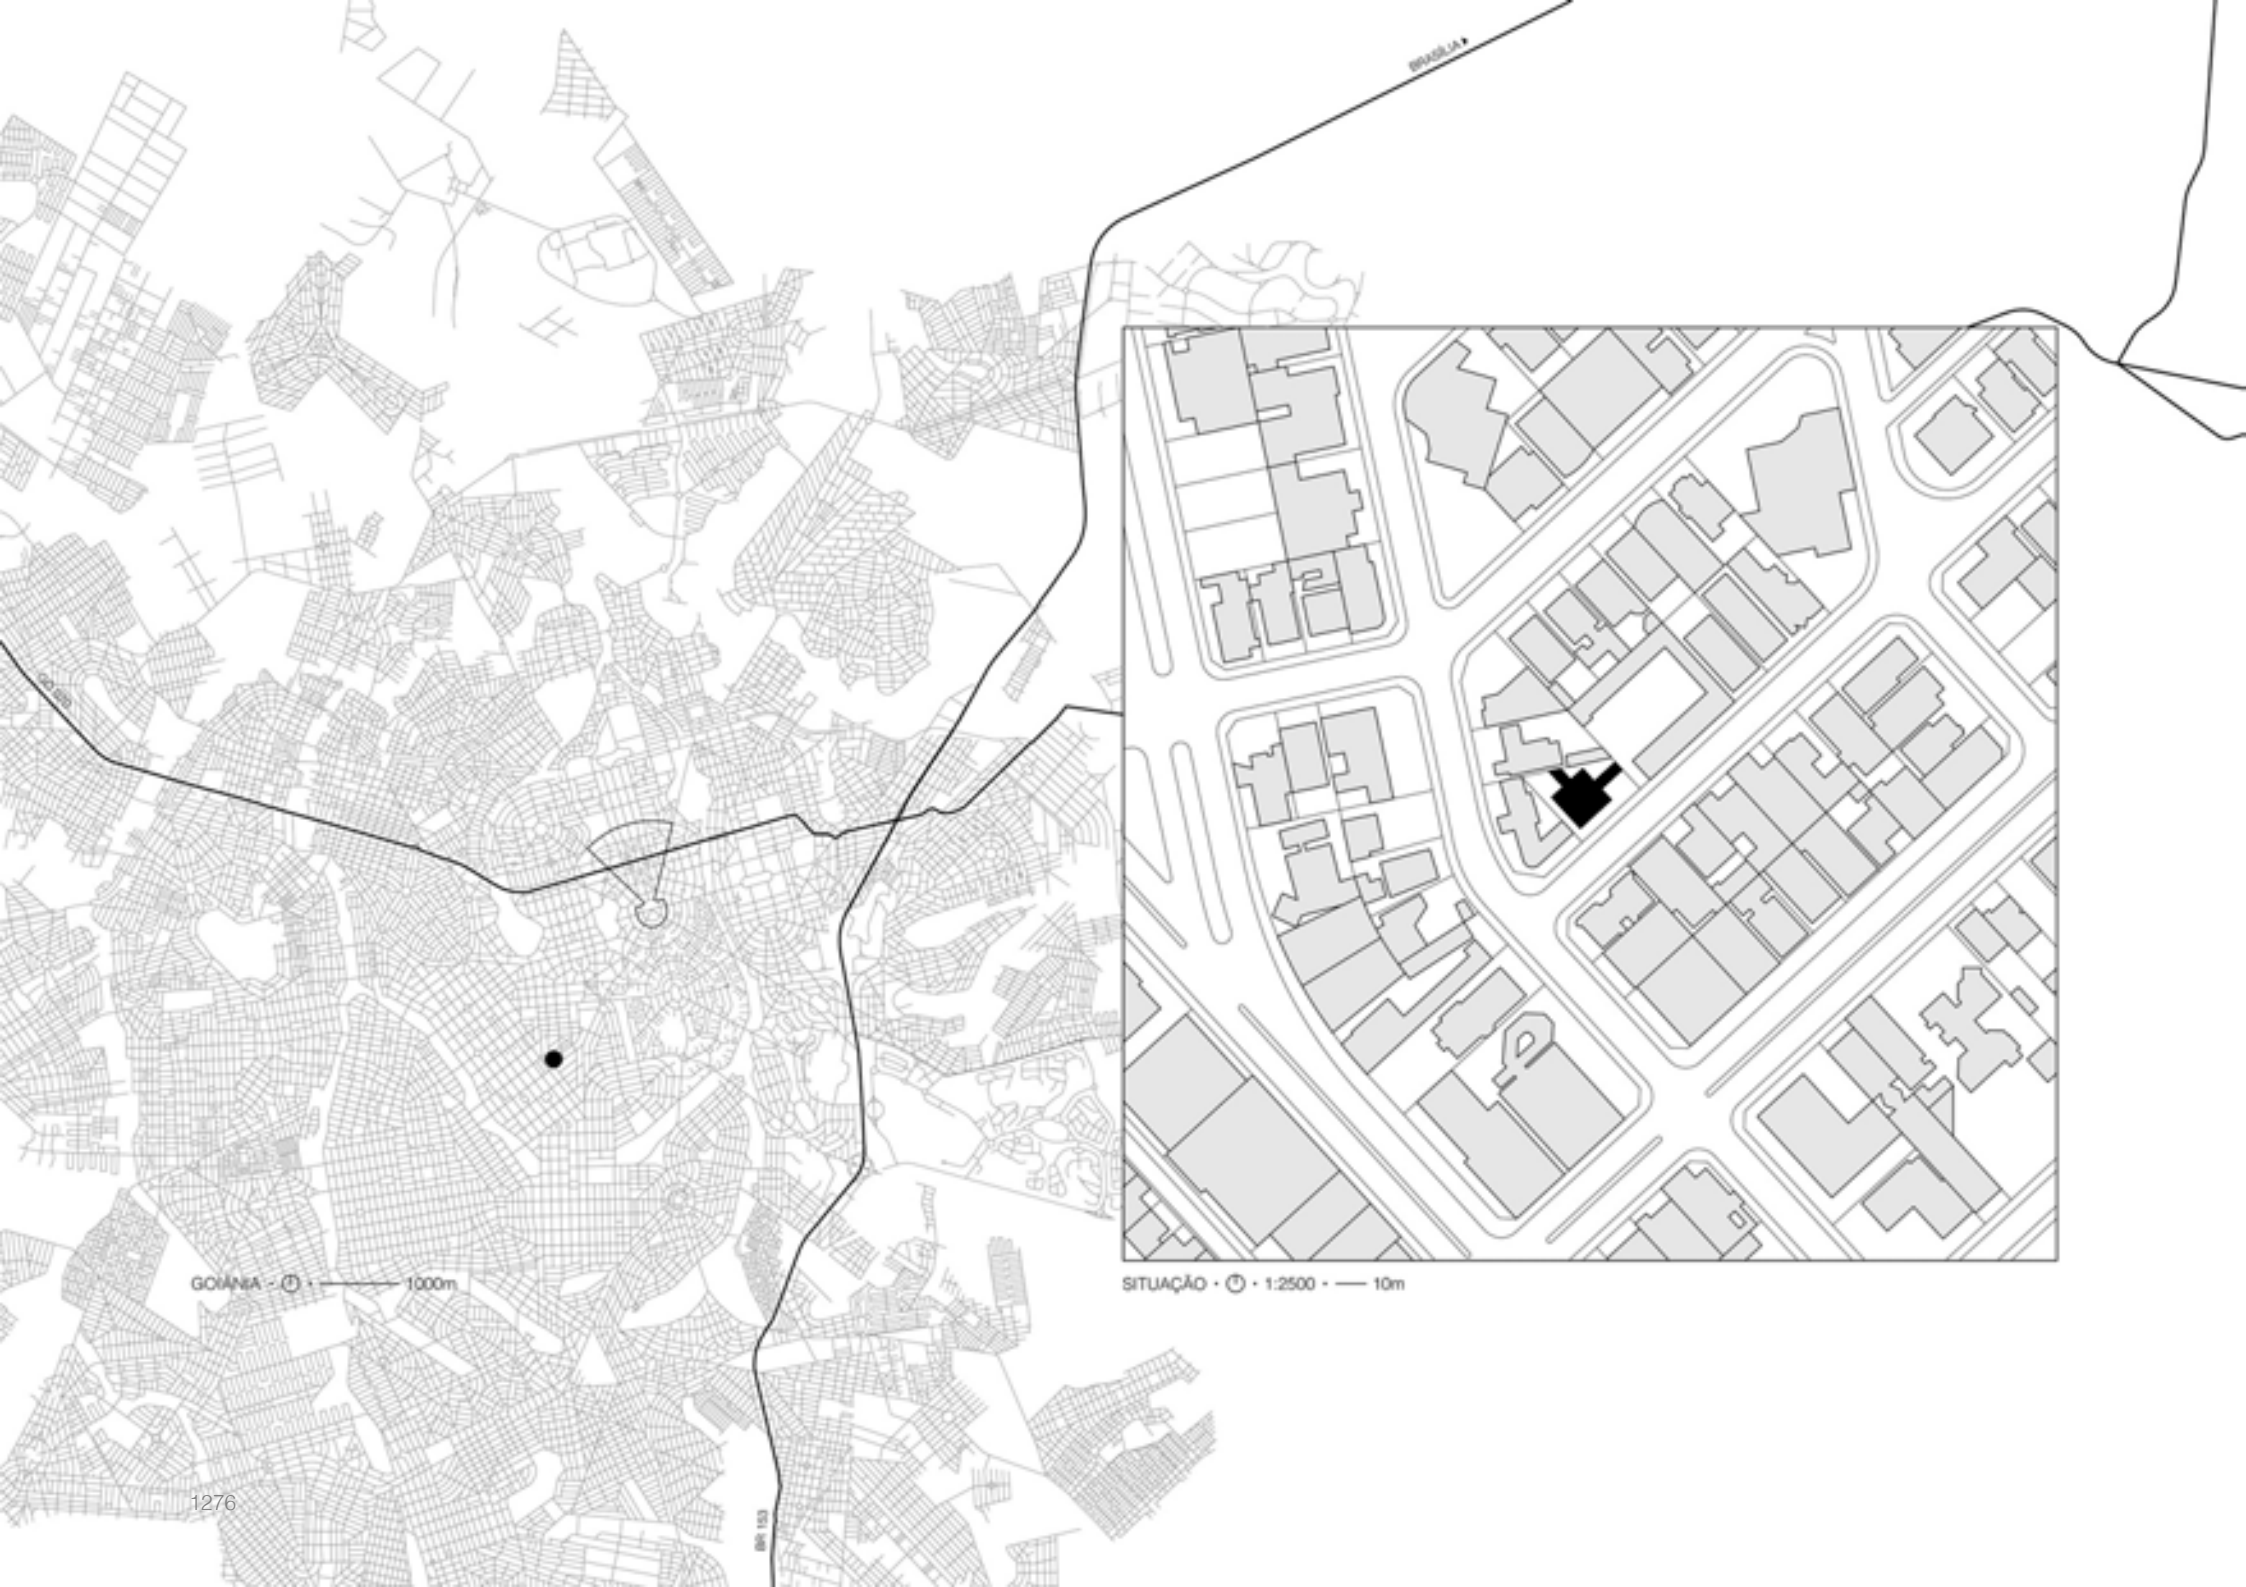 BRASÍLIA
GOIÂNIA · · 1000m
SITUAÇÃO · · 1:2500 · 10m
1276
BR 153